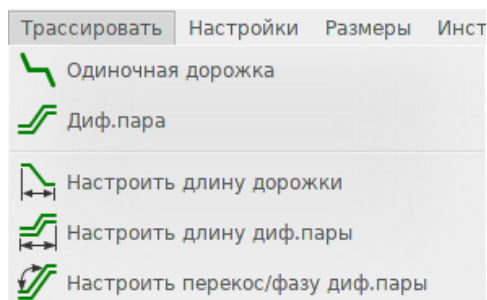 Трассировать Настройки Размеры Инст
Одиночная дорожка
Диф.пара
Настроить длину дорожки
Настроить длину диф.пары
Настроить перекос/фазу диф.пары